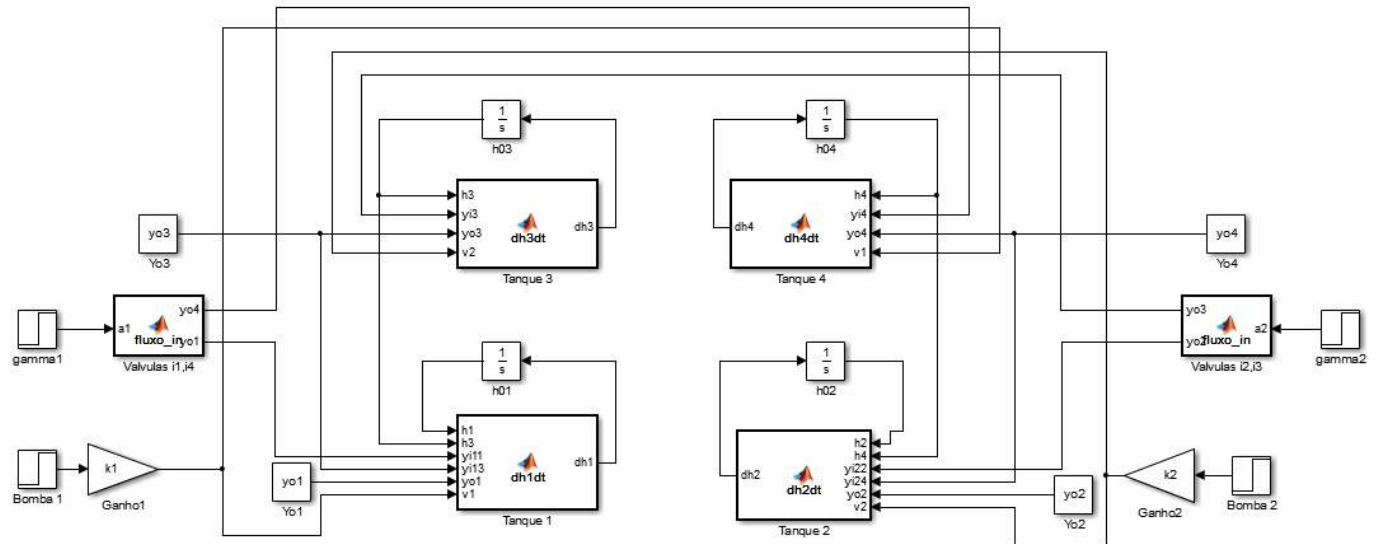 1
s
h03
1
s
h04
h3
yi3
yo3
v2
dh3
dh3dt
Tanque 3
dh4
dh4dt
h4
yi4
yo4
v1
Tanque 4
yo3
Yo3
yo4
Yo4
gamma1
a1
yo4
fluxo_in
yo1
Valvulas i1,i4
yo3
a2
fluxo_in
yo2
Valvulas i2,i3
gamma2
1
s
h01
1
s
h02
h1
h3
yi11
yi13
yo1
v1
dh1
dh1dt
Tanque 1
dh2
dh2dt
h2
h4
yi22
yi24
yo2
v2
Tanque 2
Bomba 1
k1
Ganho1
yo1
Yo1
yo2
Yo2
k2
Ganho2
Bomba 2